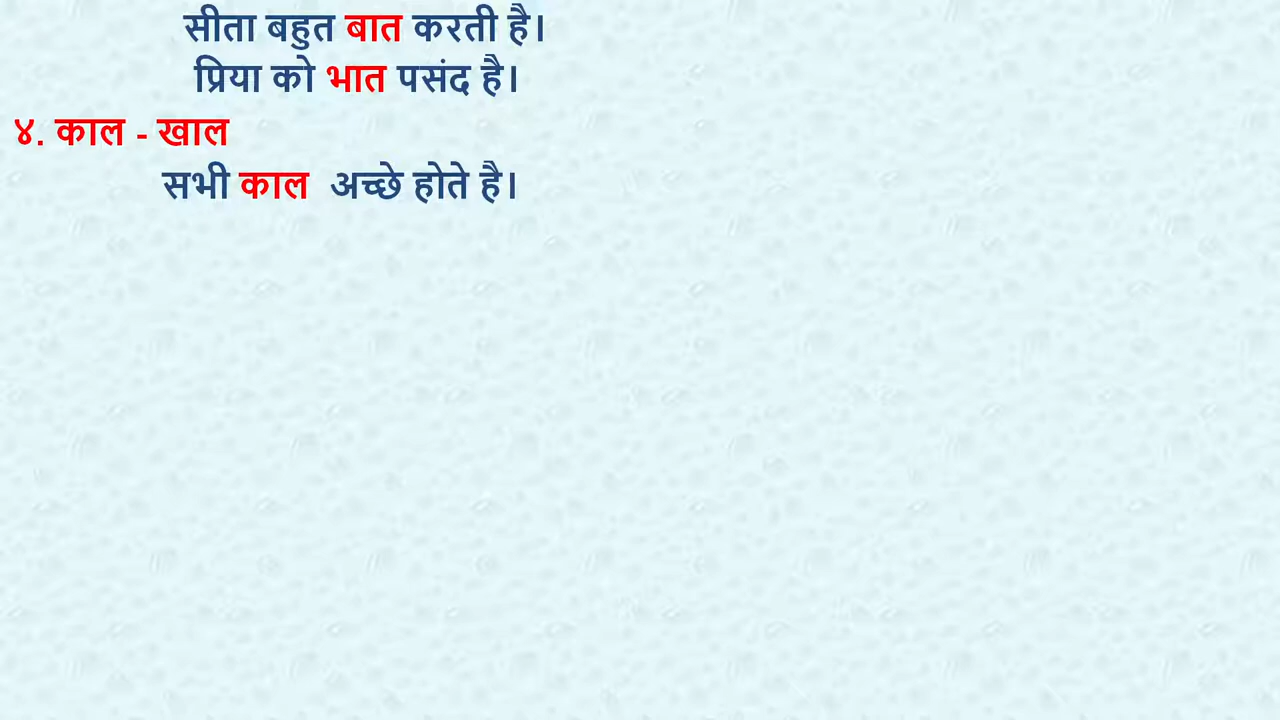 सीता बहुत बात करती है।
प्रिया को भात पसंद है।
४. काल - खाल
सभी काल अच्छे होते है।